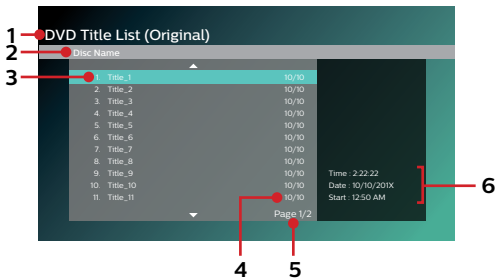 1 DVD Title List (Original)
2 Disc Name
3 1. Title_1 10/10
2. Title_2 10/10
3. Title_3 10/10
4. Title_4 10/10
5. Title_5 10/10
6. Title_6 10/10
7. Title_7 10/10
8. Title_8 10/10
9. Title_9 10/10
10. Title_10 10/10
11. Title_11 10/10
Time : 2:22:22
Date : 10/10/201X
Start : 12:50 AM
6
Page 1/2
4 5